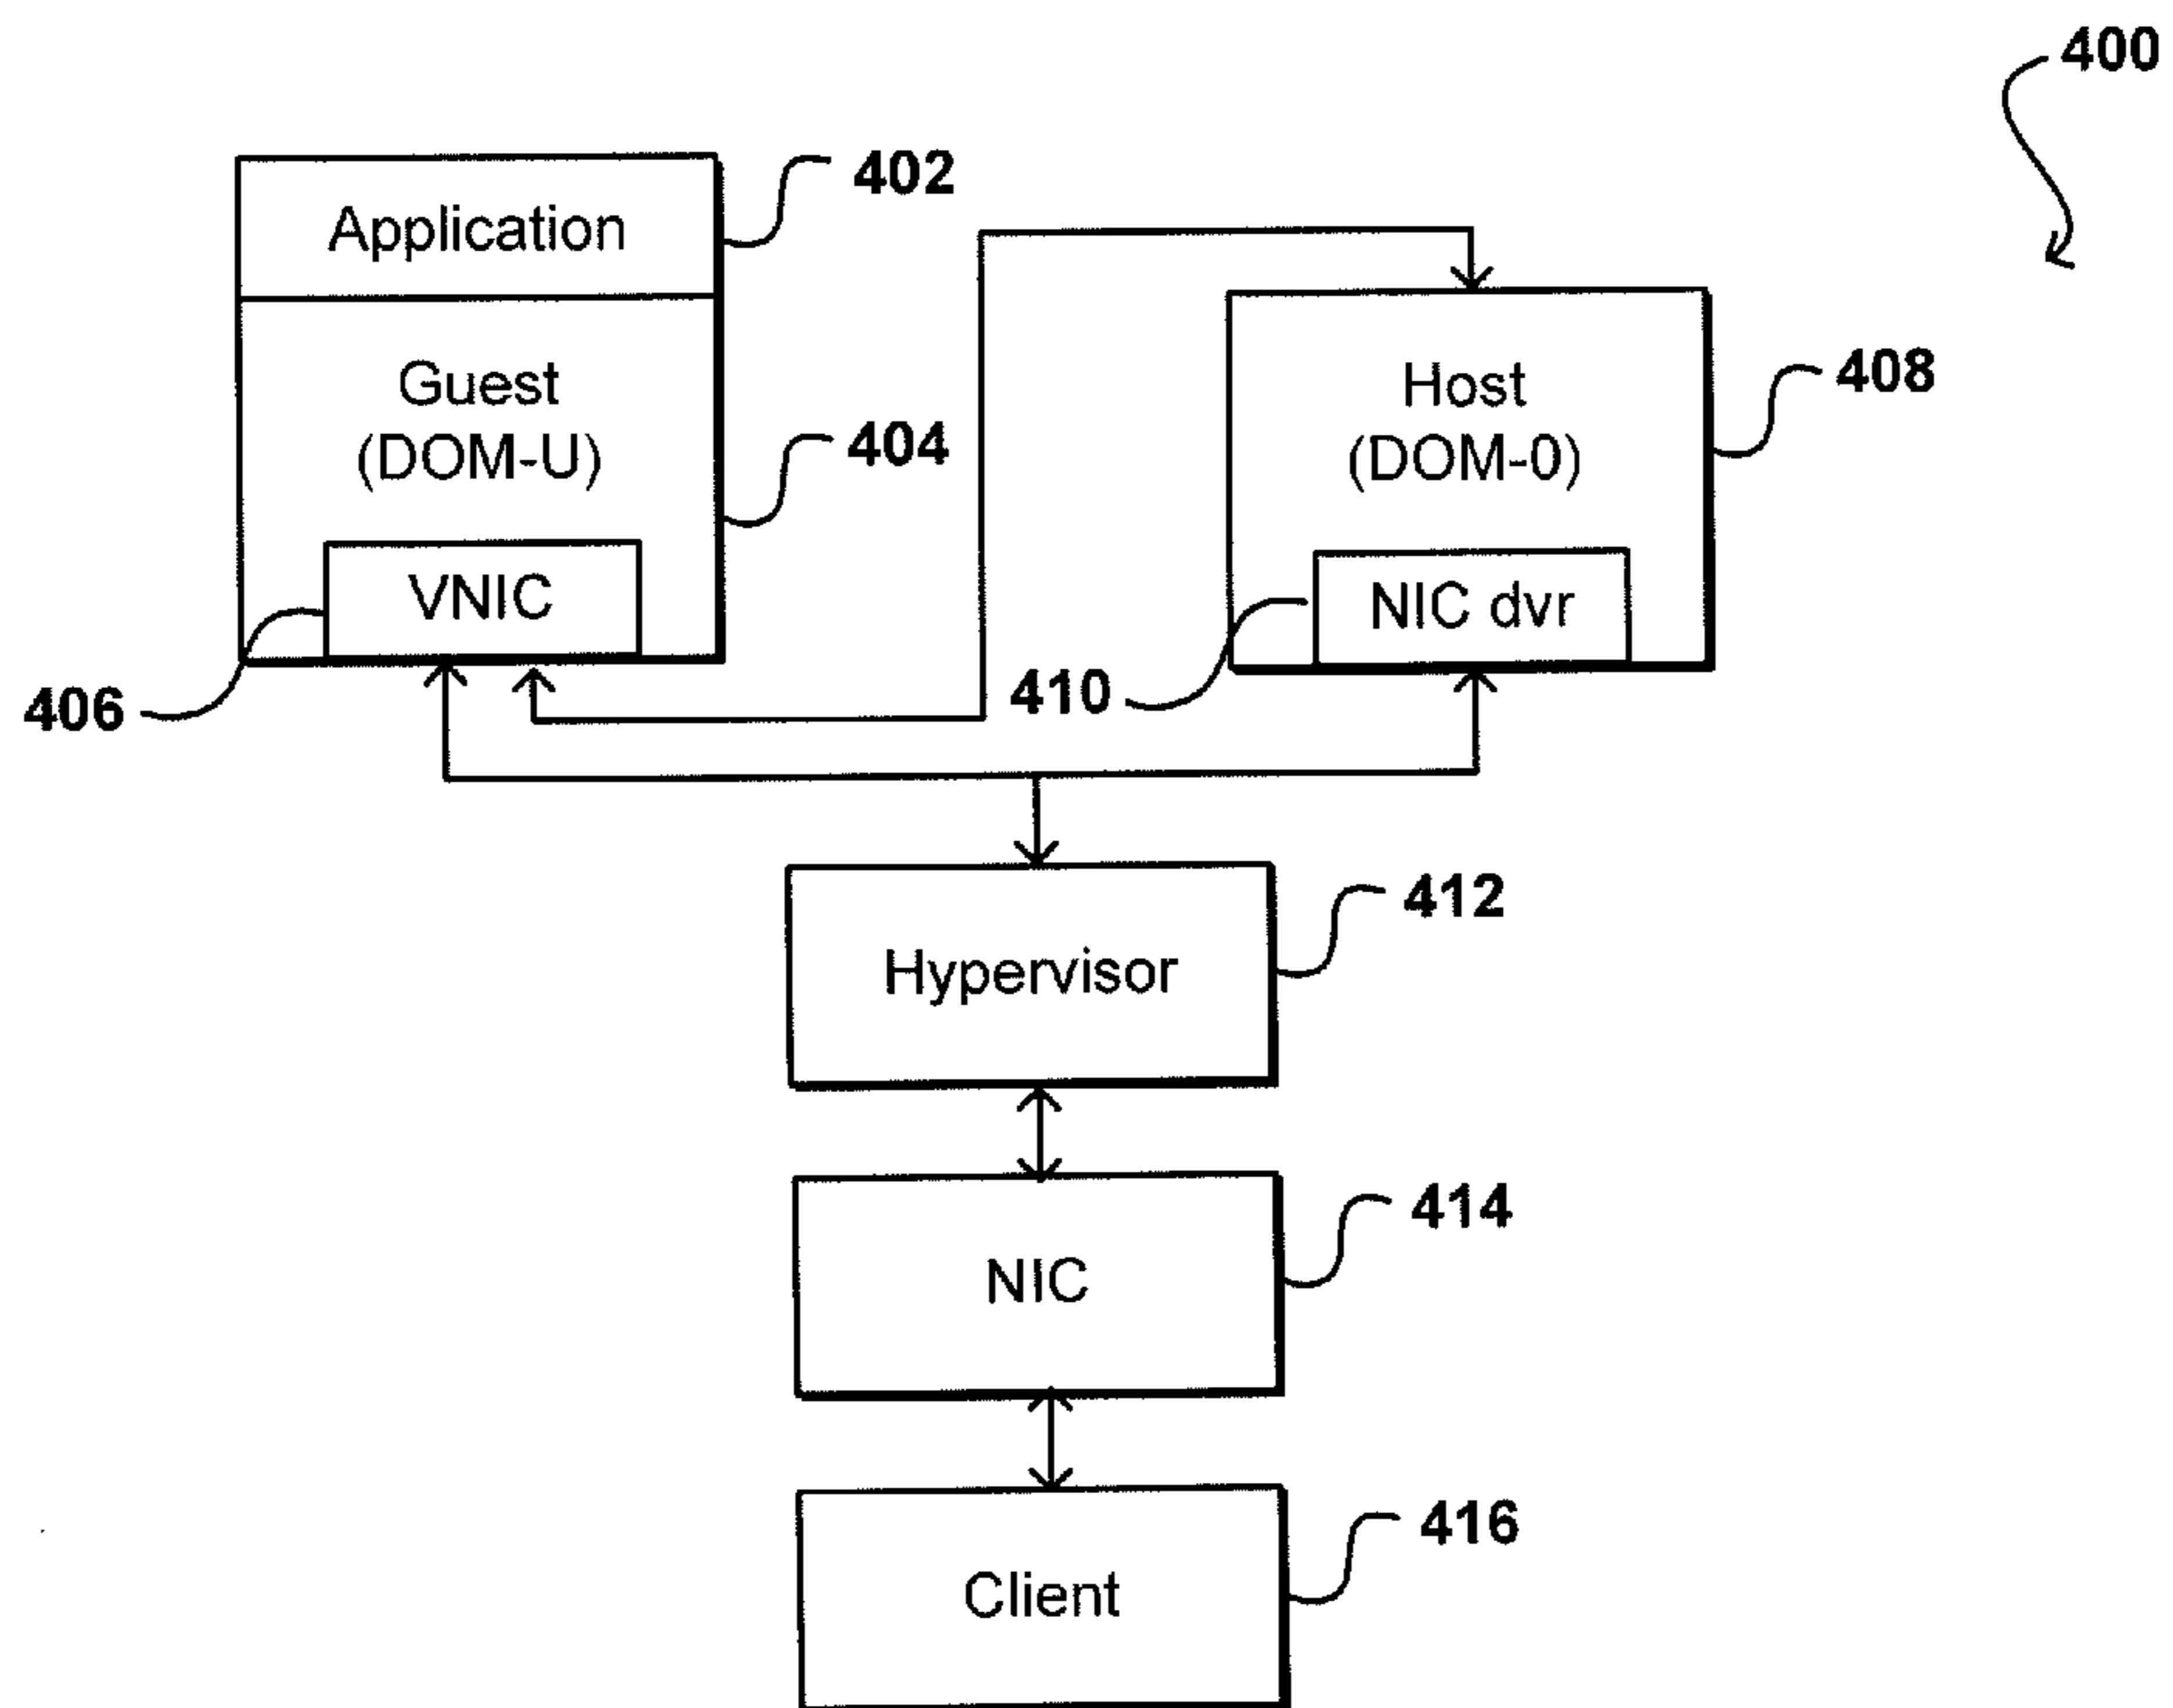 400
402
Application
Guest
(DOM-U)
404
Host
(DOM-0)
408
VNIC
NIC dvr
406
410
412
Hypervisor
414
NIC
416
Client